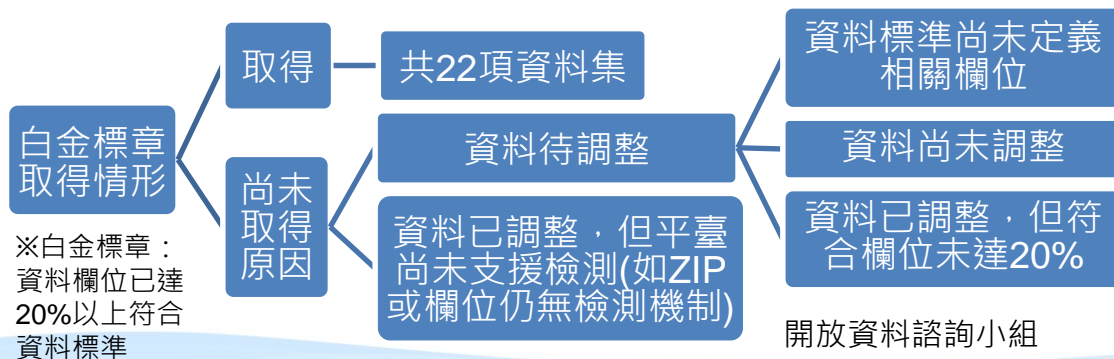 白金標章
取得情形
※白金標章：
資料欄位已達
20%以上符合
資料標準
取得
共22項資料集
尚未
取得
原因
資料待調整
資料標準尚未定義
相關欄位
資料尚未調整
資料已調整，但符
合欄位未達20%
資料已調整，但平臺
尚未支援檢測(如ZIP
或欄位仍無檢測機制)
開放資料諮詢小組